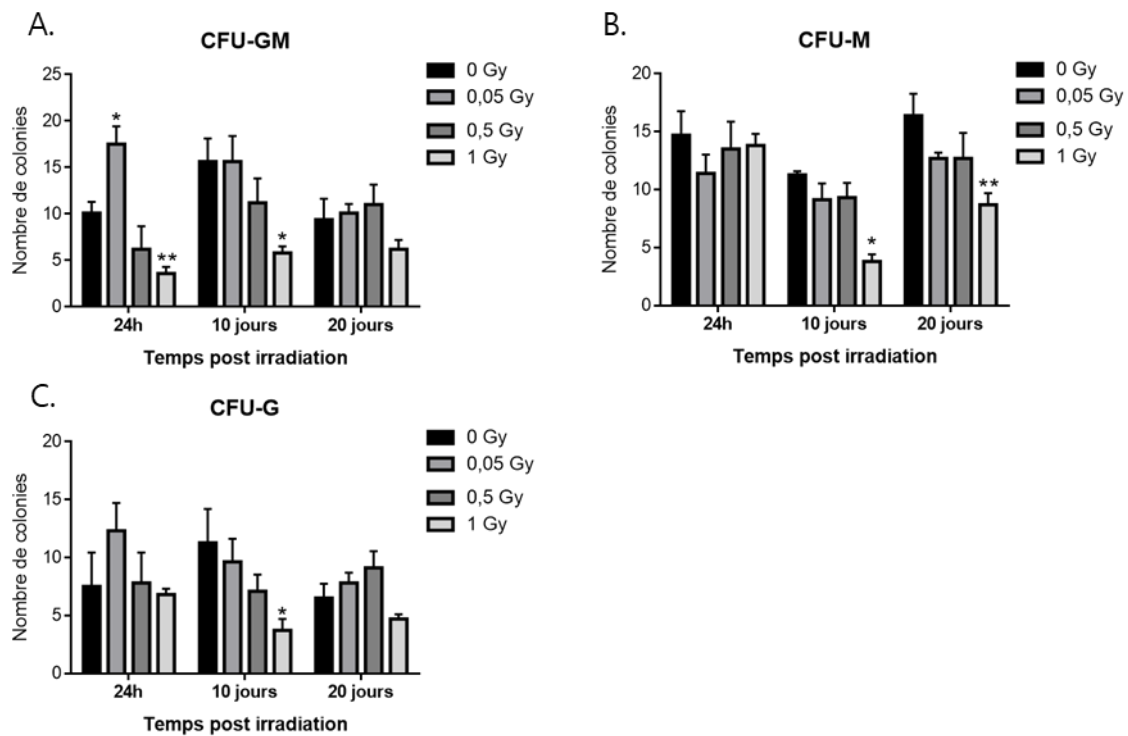 A.
CFU-GM
Nombre de colonies
25
20
15
10
5
0
*
**
*
24h
10 jours
20 jours
Temps post irradiation
0 Gy
0,05 Gy
0,5 Gy
1 Gy
B.
CFU-M
Nombre de colonies
20
15
10
5
0
*
**
24h
10 jours
20 jours
Temps post irradiation
0 Gy
0,05 Gy
0,5 Gy
1 Gy
C.
CFU-G
Nombre de colonies
20
15
10
5
0
*
24h
10 jours
20 jours
Temps post irradiation
0 Gy
0,05 Gy
0,5 Gy
1 Gy